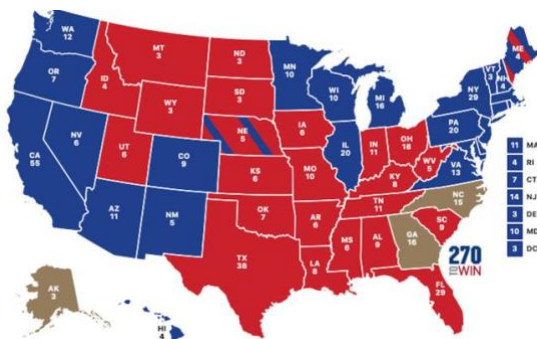 WA
12
OR
7
CA
55
NV
6
ID
4
MT
3
WY
3
UT
6
AZ
11
CO
9
NM
5
ND
3
SD
3
NE
5
KS
6
OK
7
TX
38
MN
10
IA
6
MO
10
AR
6
LA
8
WI
10
IL
20
MI
16
IN
11
OH
18
KY
8
TN
11
MS
6
AL
9
GA
16
FL
29
SC
9
NC
15
VA
13
WV
5
PA
20
NY
29
VT
3
NH
4
ME
4
11 MA
4 RI
7 CT
14 NJ
3 DE
10 MD
3 DC
AK
3
HI
4
270
TO WIN